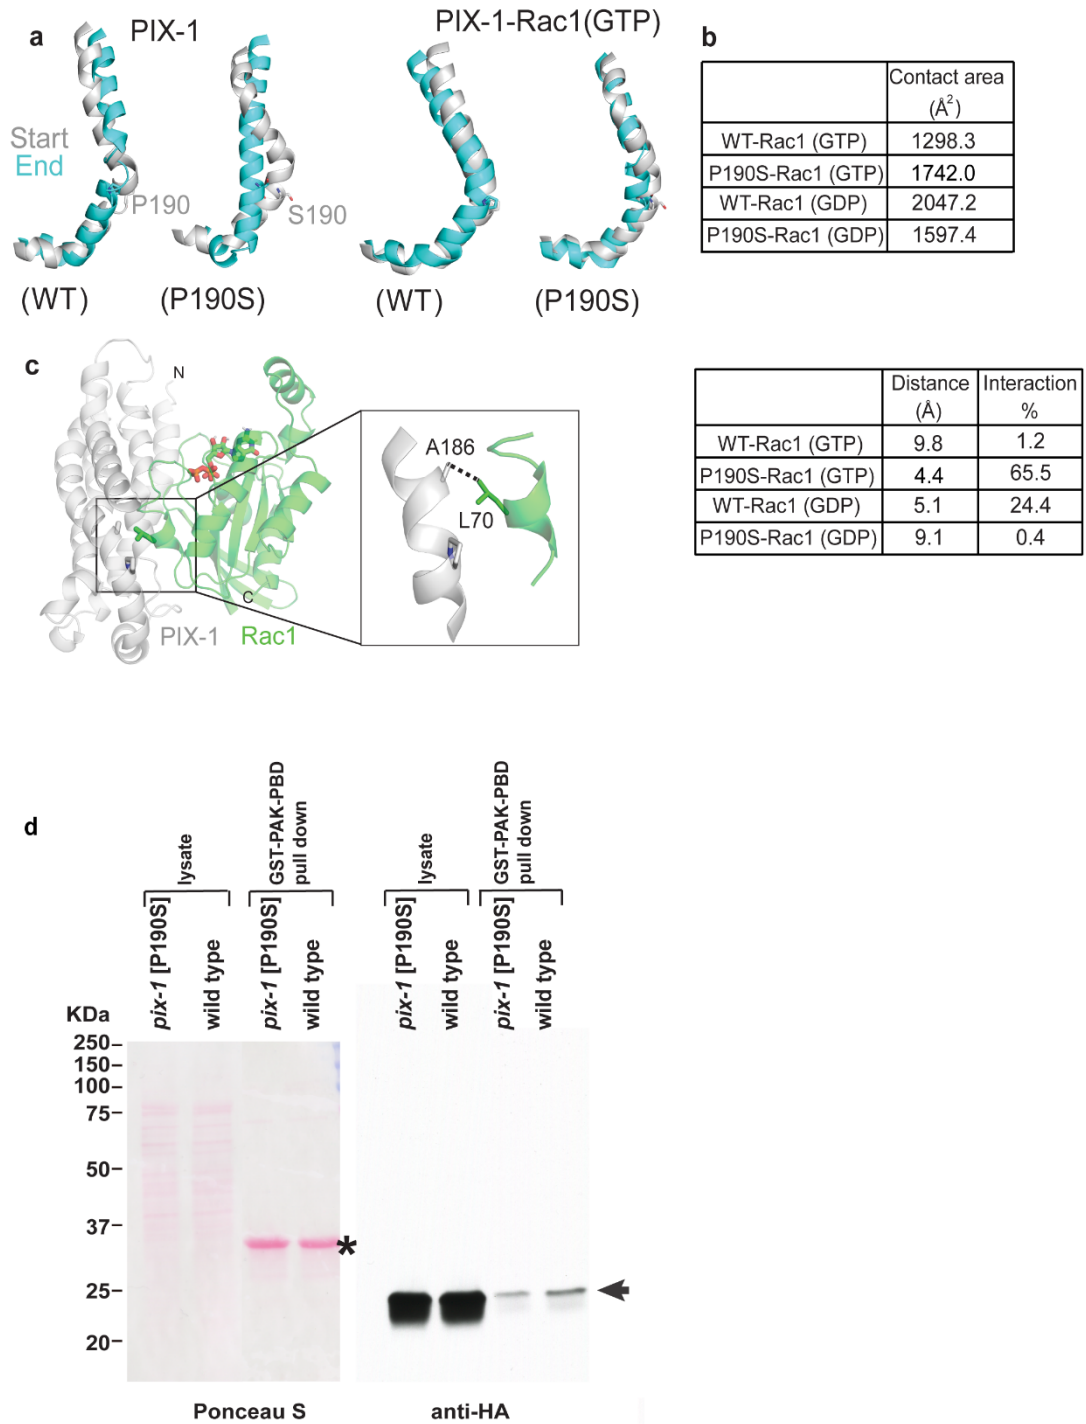 a
PIX-1
PIX-1-Rac1(GTP)
Start
End
P190
S190
(WT)
(P190S)
(WT)
(P190S)
b
Contact area
(Å2)
WT-Rac1 (GTP) 1298.3
P190S-Rac1 (GTP) 1742.0
WT-Rac1 (GDP) 2047.2
P190S-Rac1 (GDP) 1597.4
c
N
C
PIX-1
Rac1
A186
L70
Distance Interaction
(Å) %
WT-Rac1 (GTP) 9.8 1.2
P190S-Rac1 (GTP) 4.4 65.5
WT-Rac1 (GDP) 5.1 24.4
P190S-Rac1 (GDP) 9.1 0.4
d
lysate
GST-PAK-PBD
pull down
lysate
GST-PAK-PBD
pull down
pix-1 [P190S]
wild type
pix-1 [P190S]
wild type
pix-1 [P190S]
wild type
pix-1 [P190S]
wild type
KDa
250
150
100
75
50
37
*
25
20
Ponceau S
anti-HA